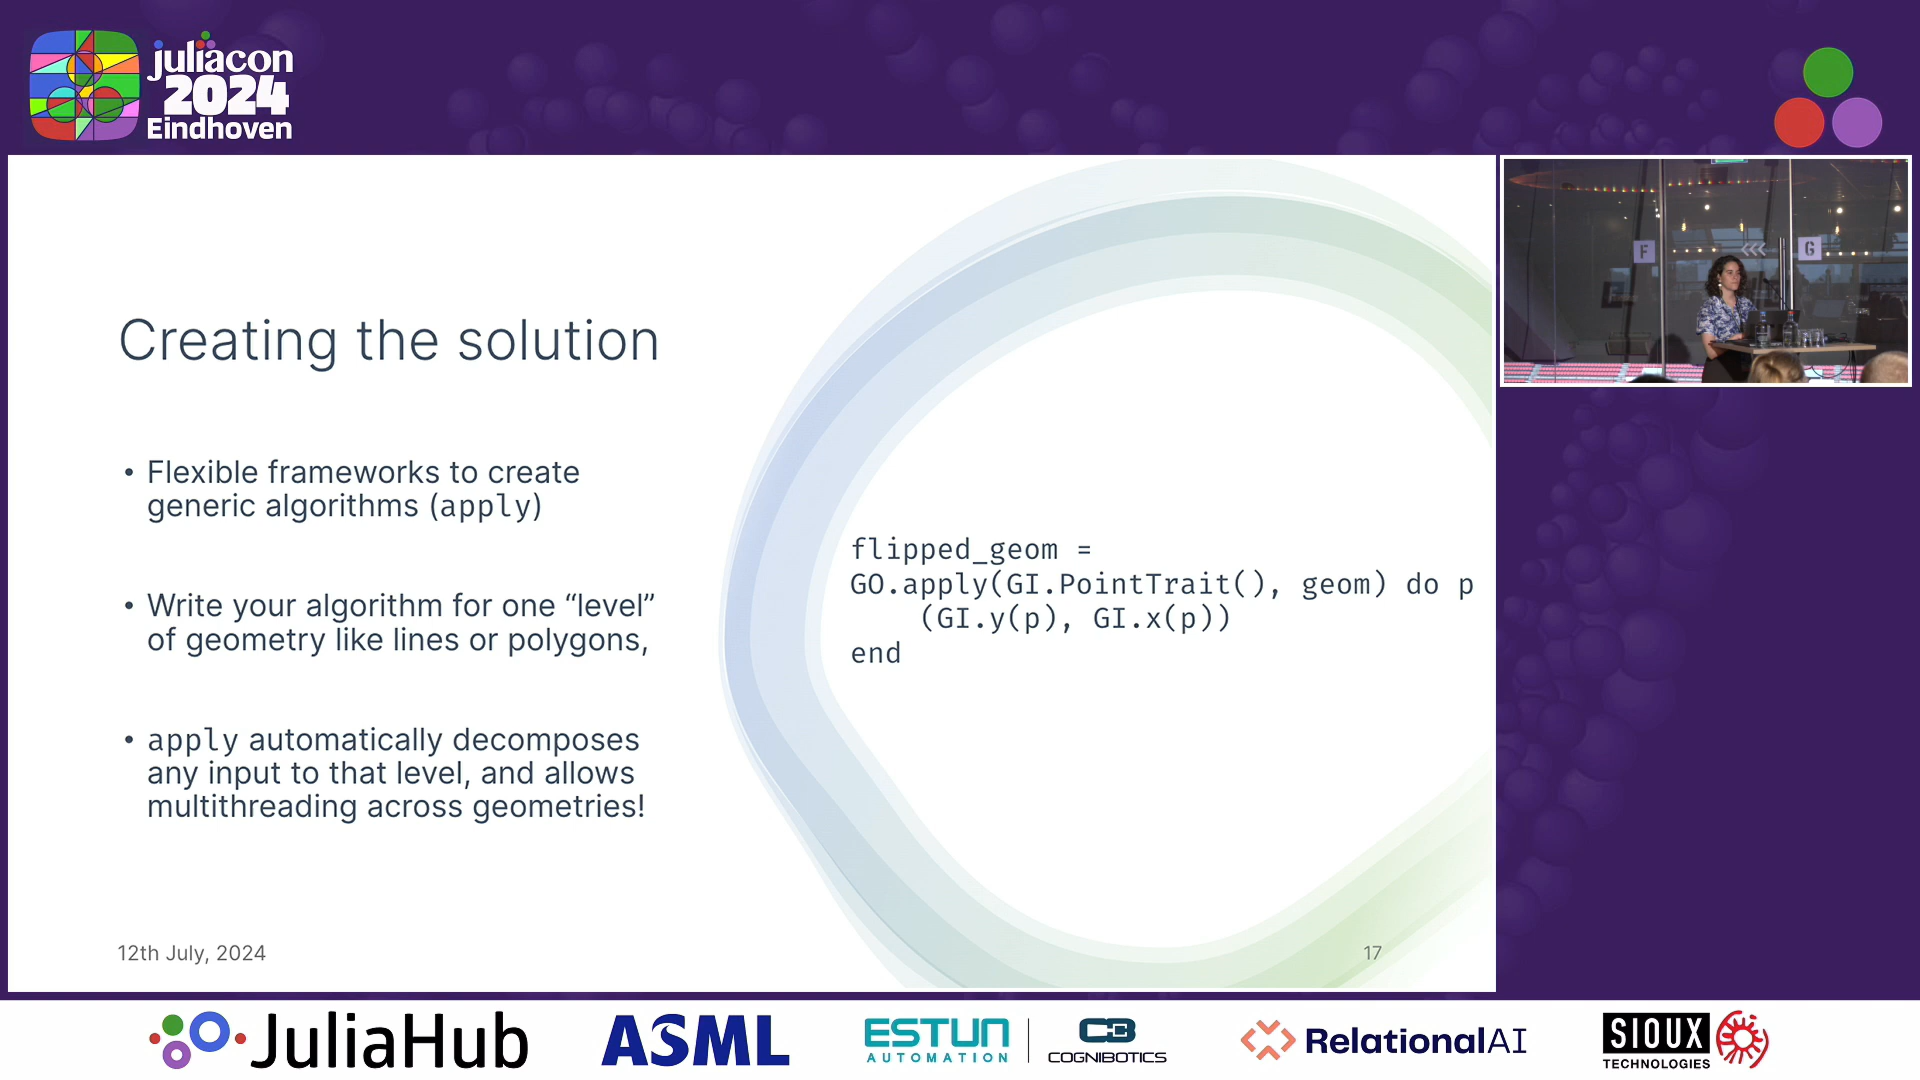 juliacon
2024
Eindhoven
F
<<<
G
Creating the solution
• Flexible frameworks to create
generic algorithms (apply)
• Write your algorithm for one “level”
of geometry like lines or polygons,
• apply automatically decomposes
any input to that level, and allows
multithreading across geometries!
flipped_geom =
GO.apply(GI.PointTrait(), geom) do p
(GI.y(p), GI.x(p))
end
12th July, 2024
17
JuliaHub
ASML
ESTUN
AUTOMATION
COGNIBOTICS
RelationalAI
SIOUX
TECHNOLOGIES